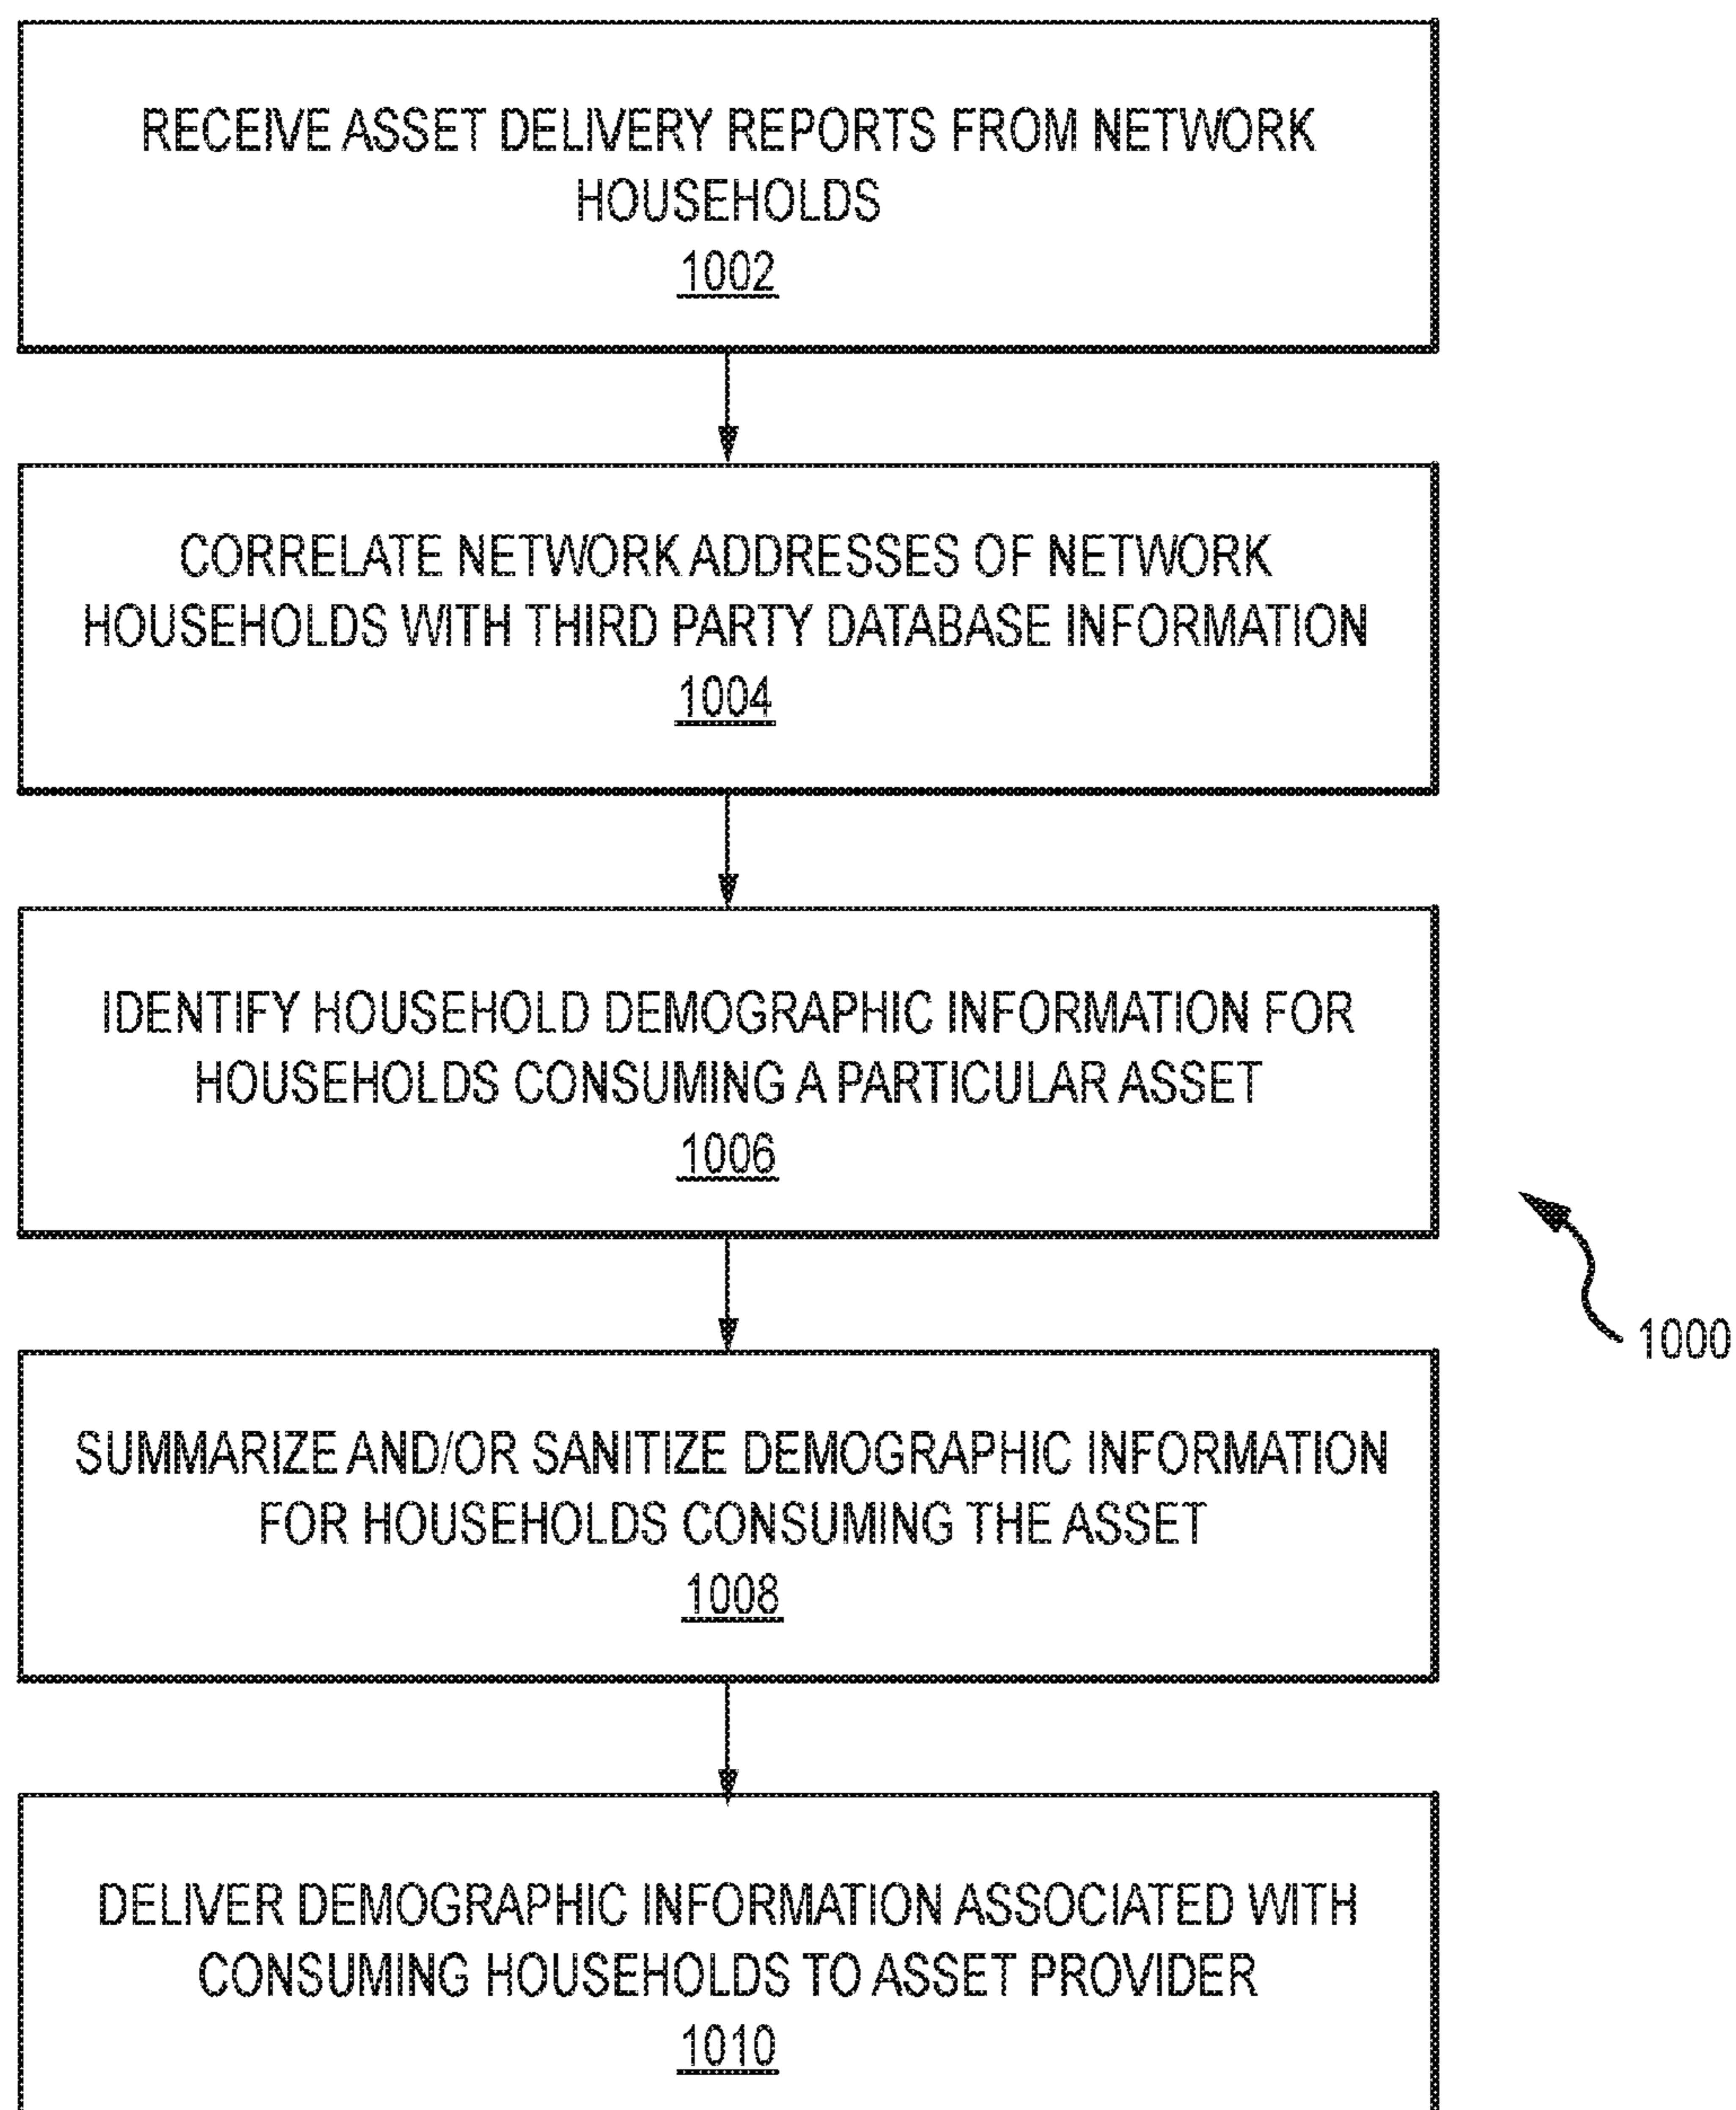 RECEIVE ASSET DELIVERY REPORTS FROM NETWORK
HOUSEHOLDS
1002
CORRELATE NETWORK ADDRESSES OF NETWORK
HOUSEHOLDS WITH THIRD PARTY DATABASE INFORMATION
1004
IDENTIFY HOUSEHOLD DEMOGRAPHIC INFORMATION FOR
HOUSEHOLDS CONSUMING A PARTICULAR ASSET
1006
1000
SUMMARIZE AND/OR SANITIZE DEMOGRAPHIC INFORMATION
FOR HOUSEHOLDS CONSUMING THE ASSET
1008
DELIVER DEMOGRAPHIC INFORMATION ASSOCIATED WITH
CONSUMING HOUSEHOLDS TO ASSET PROVIDER
1010